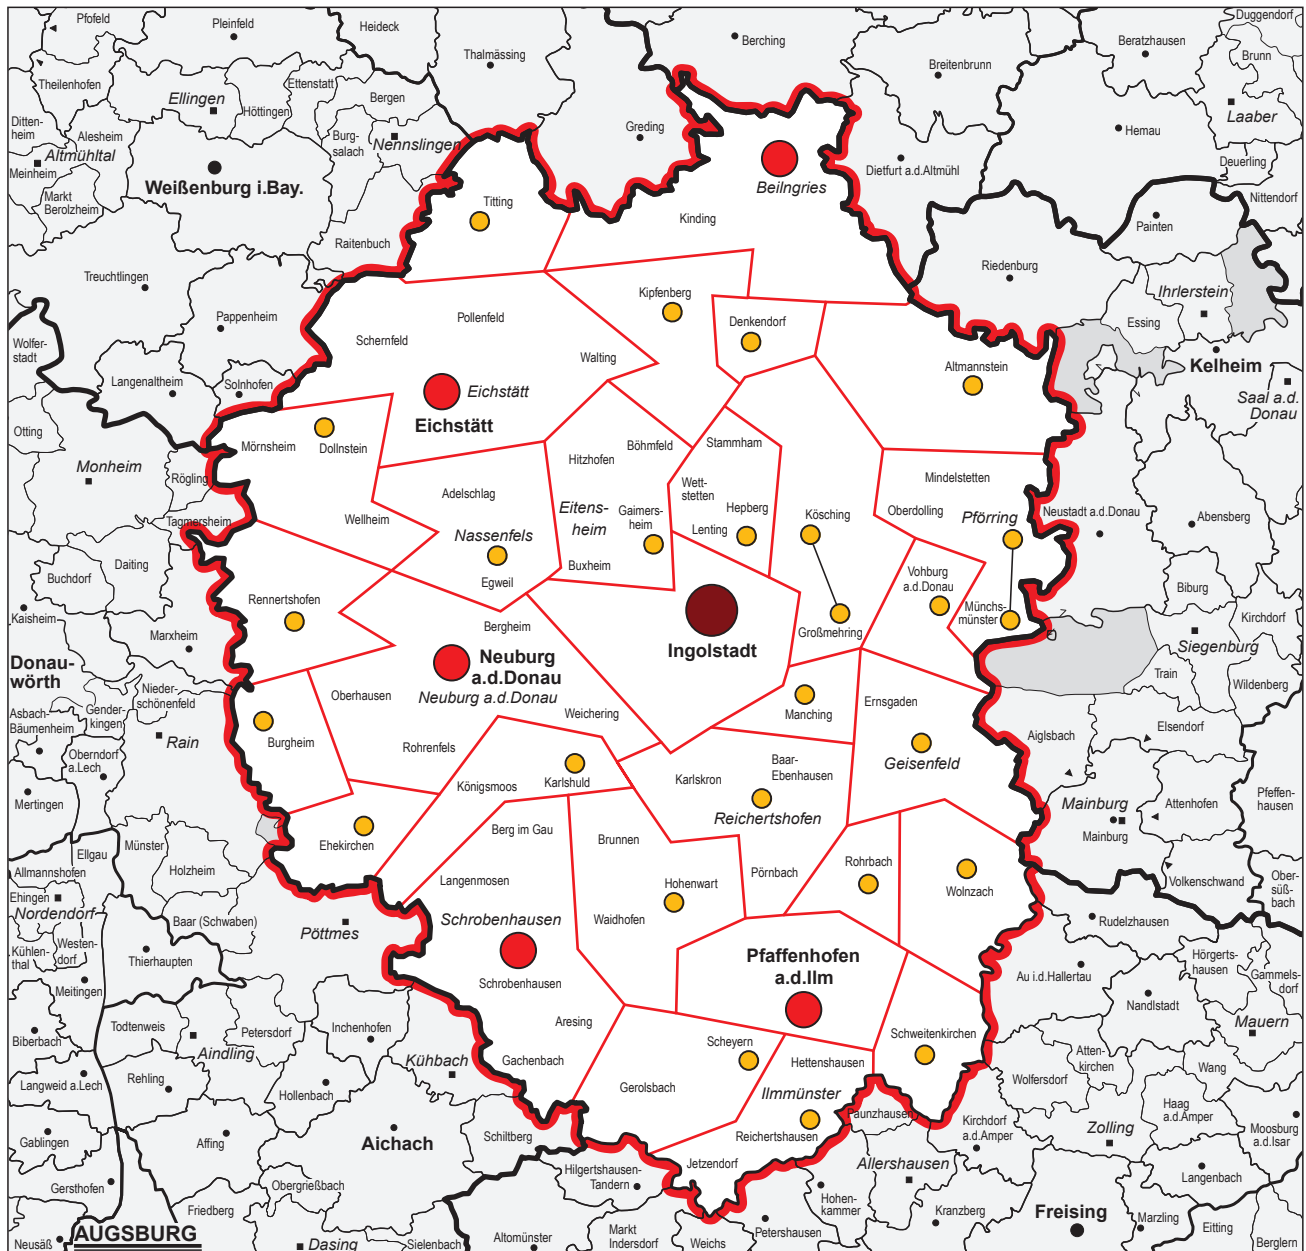 Pfofeld
Pleinfeld
Heideck
Thalmässing
Berching
Breitenbrunn
Beratzhausen
Duggendorf
Brunn
Theilenhofen
Ellingen
Ettenstatt
Höttingen
Bergen
Greding
Hemau
Laaber
Ditten-
heim
Alesheim
Burg-
salach
Nennslingen
Altmühltal
Meinheim
Weißenburg i.Bay.
Beilngries
Dietfurt a.d.Altmühl
Deuerling
Markt
Berolzheim
Nittendorf
Titting
Kinding
Painten
Raitenbuch
Treuchtlingen
Riedenburg
Ihrlerstein
Pappenheim
Kipfenberg
Pollenfeld
Denkendorf
Essing
Wolfer-
stadt
Schernfeld
Walting
Langenaltheim
Solnhofen
Altmannstein
Kelheim
Eichstätt
Eichstätt
Saal a.d.
Donau
Otting
Mörnsheim
Dollnstein
Böhmfeld
Stammham
Hitzhofen
Monheim
Rögling
Mindelstetten
Adelschlag
Wett-
stetten
Eitens-
heim
Gaimers-
heim
Hepberg
Kösching
Oberdolling
Pförring
Neustadt a.d.Donau
Abensberg
Tagmersheim
Wellheim
Nassenfels
Lenting
Daiting
Buxheim
Vohburg
a.d.Donau
Buchdorf
Egweil
Biburg
Rennertshofen
Münchs-
münster
Kaisheim
Bergheim
Großmehring
Kirchdorf
Marxheim
Ingolstadt
Siegenburg
Donau-
wörth
Neuburg
a.d.Donau
Neuburg a.d.Donau
Train
Wildenberg
Nieder-
schönenfeld
Oberhausen
Ernsgaden
Asbach-
Bäumenheim
Gender-
kingen
Weichering
Manching
Elsendorf
Rain
Burgheim
Rohrenfels
Aiglsbach
Oberndorf
a.Lech
Baar-
Ebenhausen
Geisenfeld
Karlskron
Königsmoos
Karlshuld
Mertingen
Mainburg
Attenhofen
Pfeffen-
hausen
Reichertshofen
Mainburg
Berg im Gau
Brunnen
Münster
Ehekirchen
Ellgau
Allmannshofen
Holzheim
Pörnbach
Rohrbach
Langenmosen
Hohenwart
Wolnzach
Volkenschwand
Ober-
süß-
bach
Ehingen
Nordendorf
Baar (Schwaben)
Waidhofen
Schrobenhausen
Pöttmes
Rudelzhausen
Kühlen-
thal
Westen-
dorf
Thierhaupten
Pfaffenhofen
a.d.Ilm
Hörgerts-
hausen
Au i.d.Hallertau
Gammels-
dorf
Schrobenhausen
Meitingen
Nandlstadt
Todtenweis
Petersdorf
Inchenhofen
Aresing
Mauern
Biberbach
Aindling
Scheyern
Schweitenkirchen
Kühbach
Gachenbach
Hettenshausen
Atten-
kirchen
Wang
Langweid a.Lech
Rehling
Gerolsbach
Wolfersdorf
Hollenbach
Ilmmünster
Haag
a.d.Amper
Paunzhausen
Kirchdorf
a.d.Amper
Zolling
Moosburg
a.d.Isar
Gablingen
Affing
Aichach
Schiltberg
Reichertshausen
Jetzendorf
Allershausen
Langenbach
Hilgertshausen-
Tandern
Gersthofen
Obergrießbach
Hohen-
kammer
Friedberg
Kranzberg
Freising
Marzling
Eitting
AUGSBURG
Neusäß
Dasing
Sielenbach
Altomünster
Markt
Indersdorf
Weichs
Petershausen
Berglern